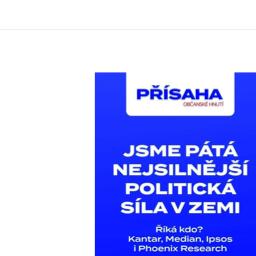 PŘÍSAHA
OBČANSKÉ HNUTÍ
JSME PÁTÁ
NEJSILNĚJŠÍ
POLITICKÁ
SÍLA V ZEMI
Říká kdo?
Kantar, Median, Ipsos
i Phoenix Research